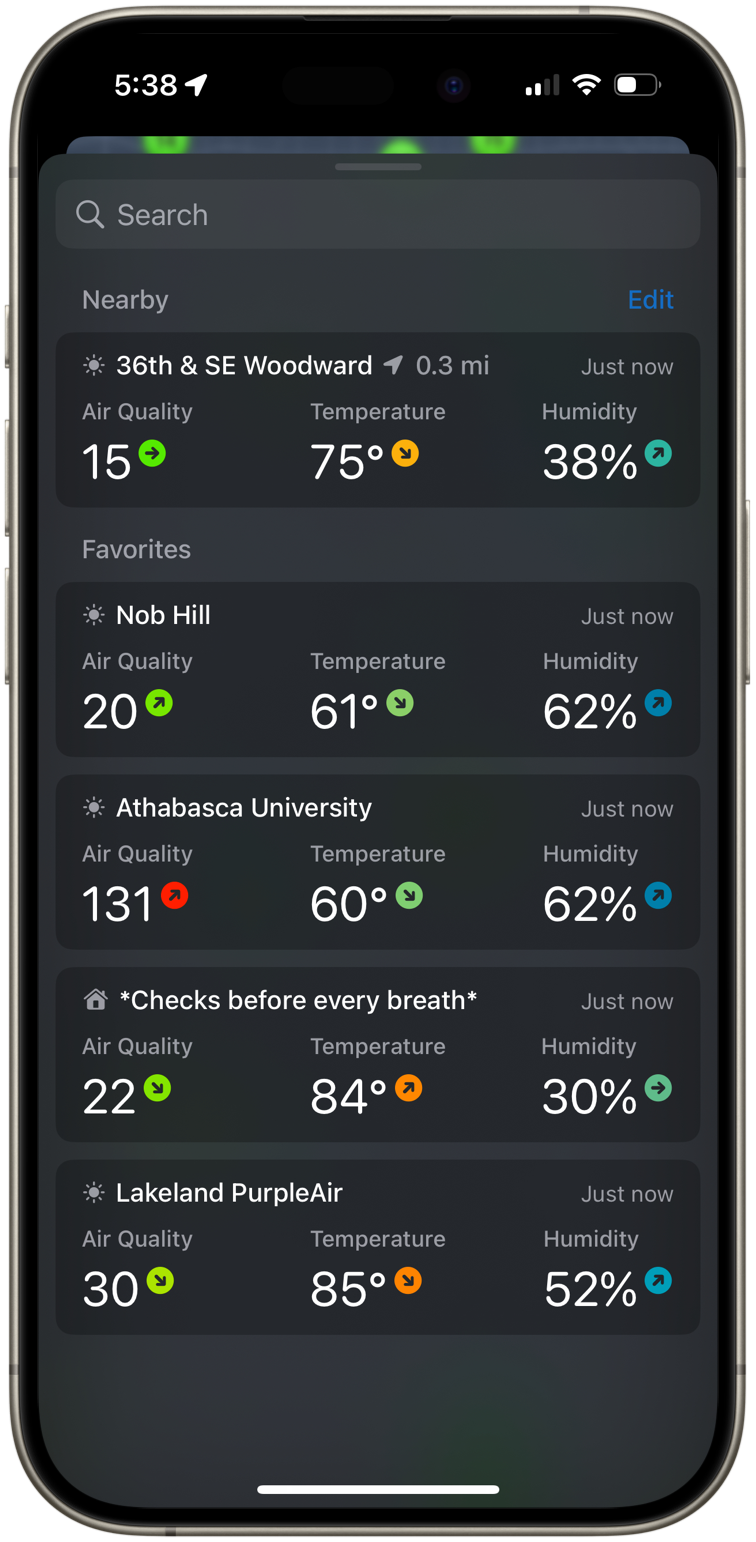 5:38
Search
Nearby Edit
36th & SE Woodward 0.3 mi Just now
Air Quality Temperature Humidity
15 75° 38%
Favorites
Nob Hill Just now
Air Quality Temperature Humidity
20 61° 62%
Athabasca University Just now
Air Quality Temperature Humidity
131 60° 62%
*Checks before every breath* Just now
Air Quality Temperature Humidity
22 84° 30%
Lakeland PurpleAir Just now
Air Quality Temperature Humidity
30 85° 52%